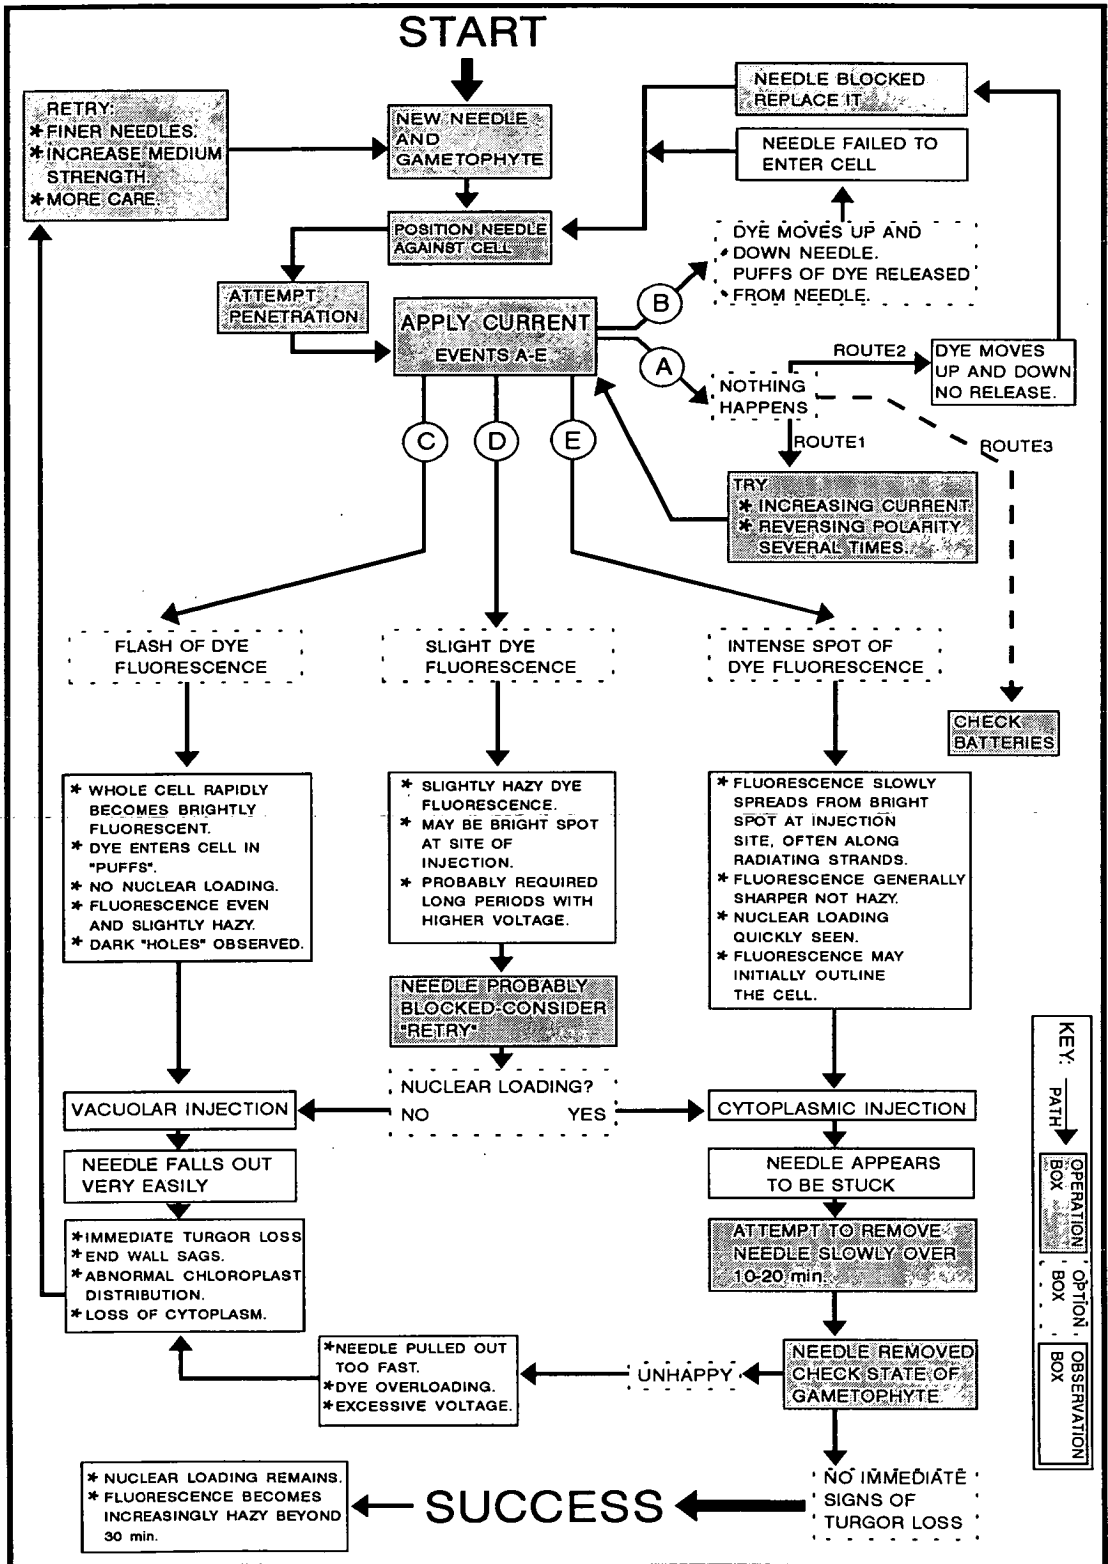 START
NEEDLE BLOCKED
REPLACE IT
RETRY:
* FINER NEEDLES.
* INCREASE MEDIUM
STRENGTH.
* MORE CARE.
NEW NEEDLE
AND
GAMETOPHYTE
NEEDLE FAILED TO
ENTER CELL
POSITION NEEDLE
AGAINST CELL
DYE MOVES UP AND
DOWN NEEDLE.
PUFFS OF DYE RELEASED
FROM NEEDLE.
ATTEMPT
PENETRATION
APPLY CURRENT
EVENTS A-E
B
A
ROUTE2
DYE MOVES
UP AND DOWN
NO RELEASE.
NOTHING
HAPPENS
C
D
E
ROUTE1
ROUTE3
TRY
* INCREASING CURRENT.
* REVERSING POLARITY
SEVERAL TIMES.
FLASH OF DYE
FLUORESCENCE
SLIGHT DYE
FLUORESCENCE
INTENSE SPOT OF
DYE FLUORESCENCE
CHECK
BATTERIES
* WHOLE CELL RAPIDLY
BECOMES BRIGHTLY
FLUORESCENT.
* DYE ENTERS CELL IN
"PUFFS".
* NO NUCLEAR LOADING.
* FLUORESCENCE EVEN
AND SLIGHTLY HAZY.
* DARK "HOLES" OBSERVED.
* SLIGHTLY HAZY DYE
FLUORESCENCE.
* MAY BE BRIGHT SPOT
AT SITE OF
INJECTION.
* PROBABLY REQUIRED
LONG PERIODS WITH
HIGHER VOLTAGE.
* FLUORESCENCE SLOWLY
SPREADS FROM BRIGHT
SPOT AT INJECTION
SITE, OFTEN ALONG
RADIATING STRANDS.
* FLUORESCENCE GENERALLY
SHARPER NOT HAZY.
* NUCLEAR LOADING
QUICKLY SEEN.
* FLUORESCENCE MAY
INITIALLY OUTLINE
THE CELL.
NEEDLE PROBABLY
BLOCKED-CONSIDER
"RETRY"
NUCLEAR LOADING?
NO YES
VACUOLAR INJECTION
CYTOPLASMIC INJECTION
NEEDLE FALLS OUT
VERY EASILY
NEEDLE APPEARS
TO BE STUCK
*IMMEDIATE TURGOR LOSS
*END WALL SAGS.
*ABNORMAL CHLOROPLAST
DISTRIBUTION.
*LOSS OF CYTOPLASM.
ATTEMPT TO REMOVE
NEEDLE SLOWLY OVER
10-20 min.
*NEEDLE PULLED OUT
TOO FAST.
*DYE OVERLOADING.
*EXCESSIVE VOLTAGE.
UNHAPPY
NEEDLE REMOVED
CHECK STATE OF
GAMETOPHYTE
NO IMMEDIATE
SIGNS OF
TURGOR LOSS
SUCCESS
* NUCLEAR LOADING REMAINS.
* FLUORESCENCE BECOMES
INCREASINGLY HAZY BEYOND
30 min.
KEY:
PATH
OPERATION
BOX
OPTION
BOX
OBSERVATION
BOX